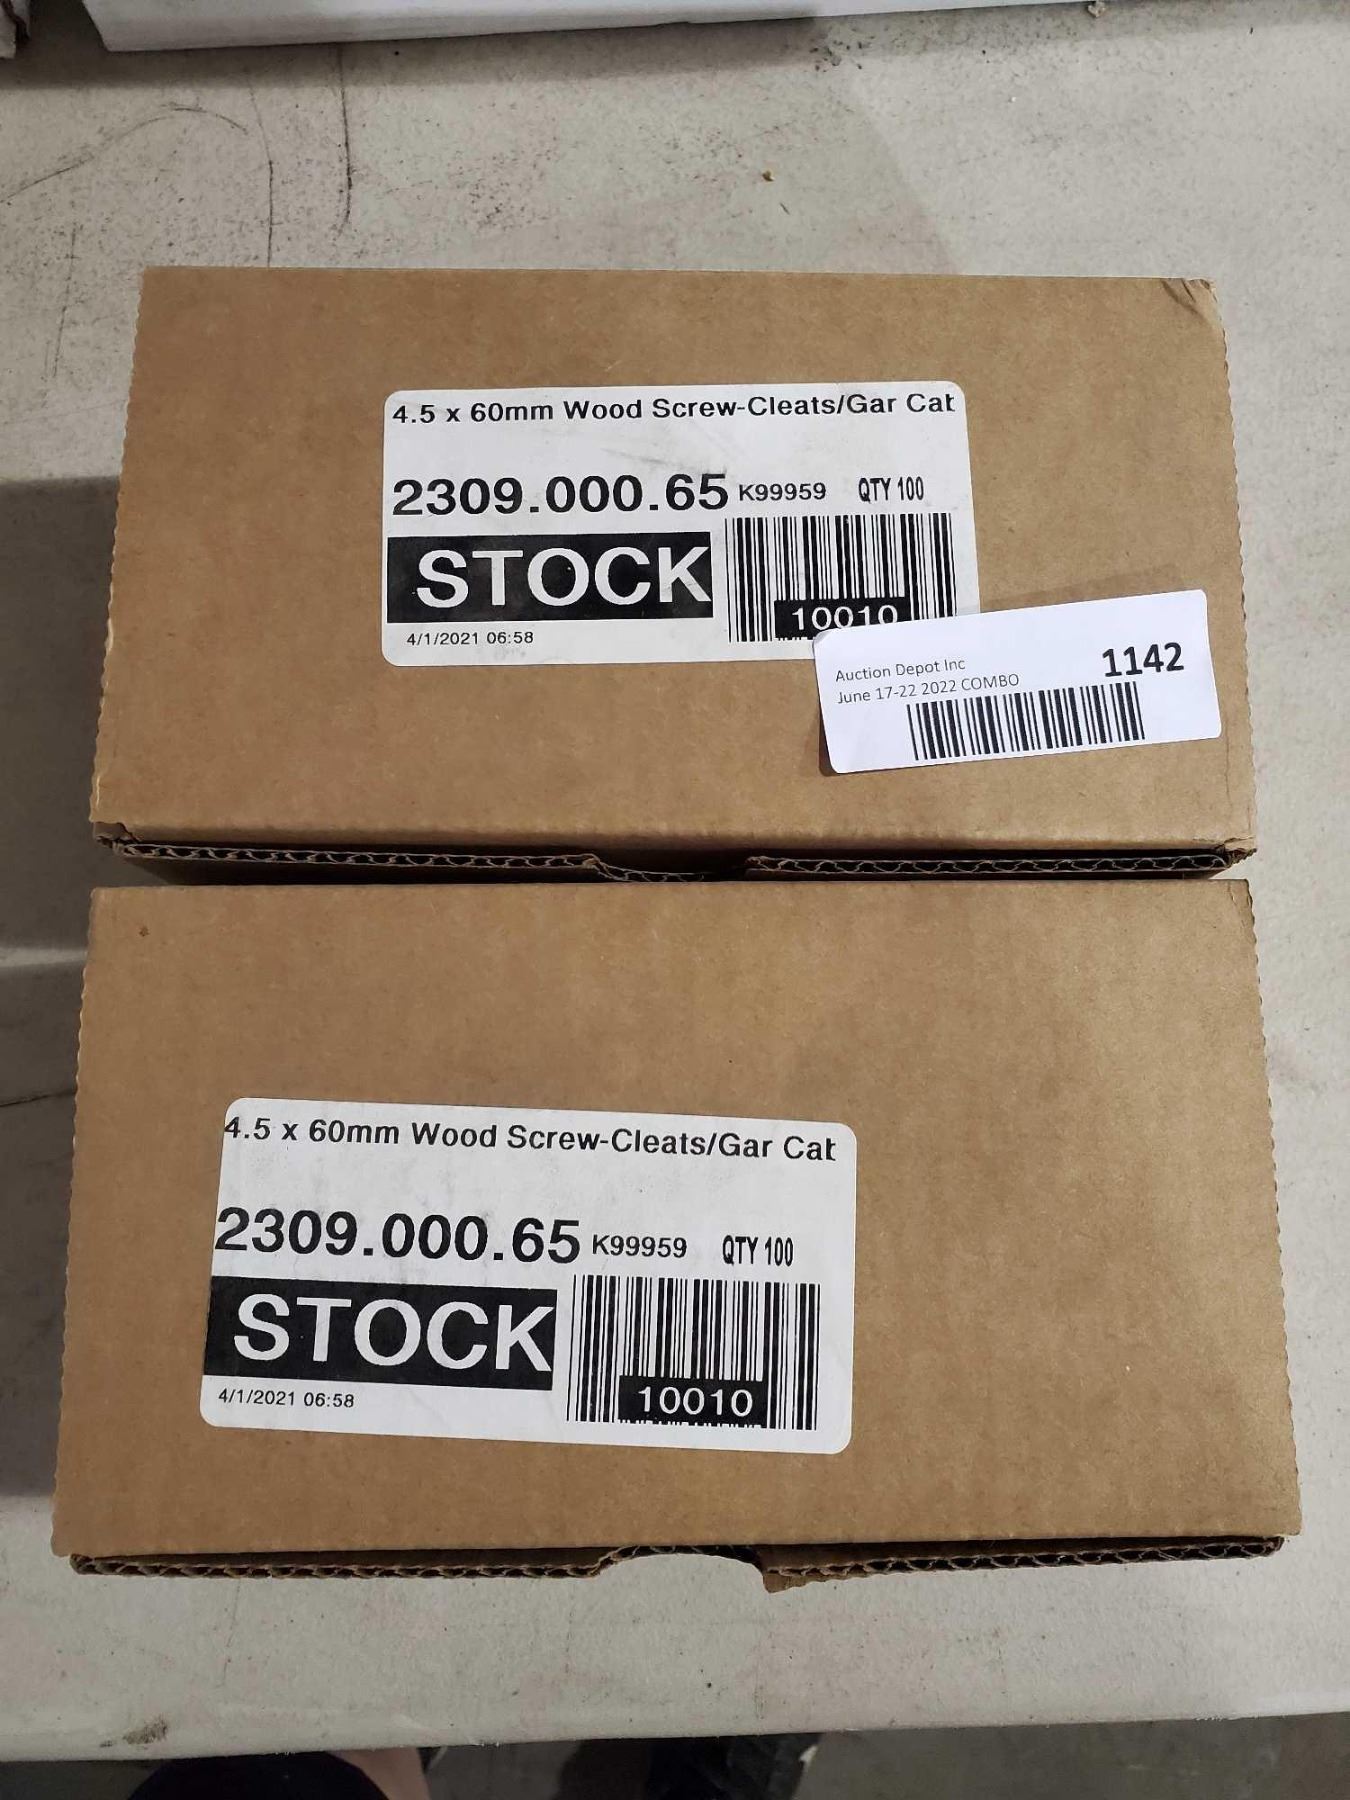 4.5 x 60mm Wood Screw-Cleats/Gar Cab
2309.000.65 K99959 QTY 100
STOCK
10010
4/1/2021 06:58
Auction Depot Inc
1142
June 17-22 2022 COMBO
4.5 x 60mm Wood Screw-Cleats/Gar Cab
2309.000.65 K99959 QTY 100
STOCK
10010
4/1/2021 06:58